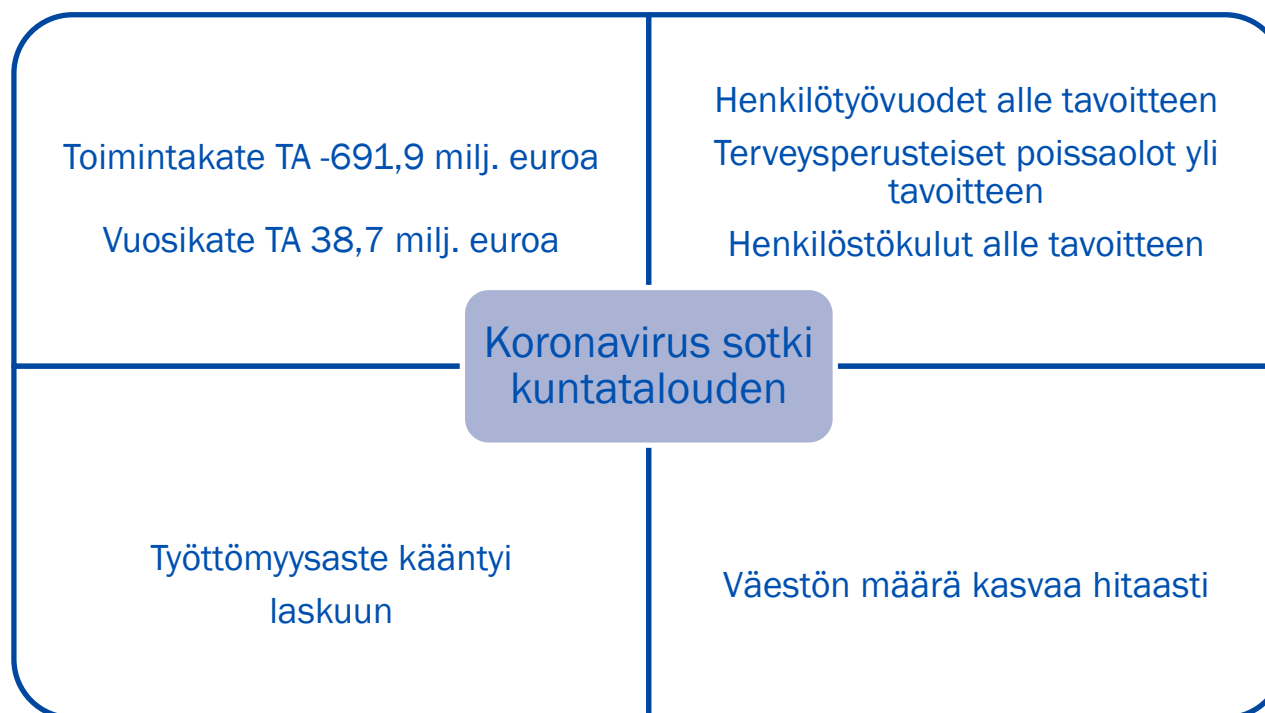 Toimintakate TA -691,9 milj. euroa
Vuosikate TA 38,7 milj. euroa
Henkilötyövuodet alle tavoitteen
Terveysperusteiset poissaolot yli
tavoitteen
Henkilöstökulut alle tavoitteen
Koronavirus sotki
kuntatalouden
Työttömyysaste kääntyi
laskuun
Väestön määrä kasvaa hitaasti